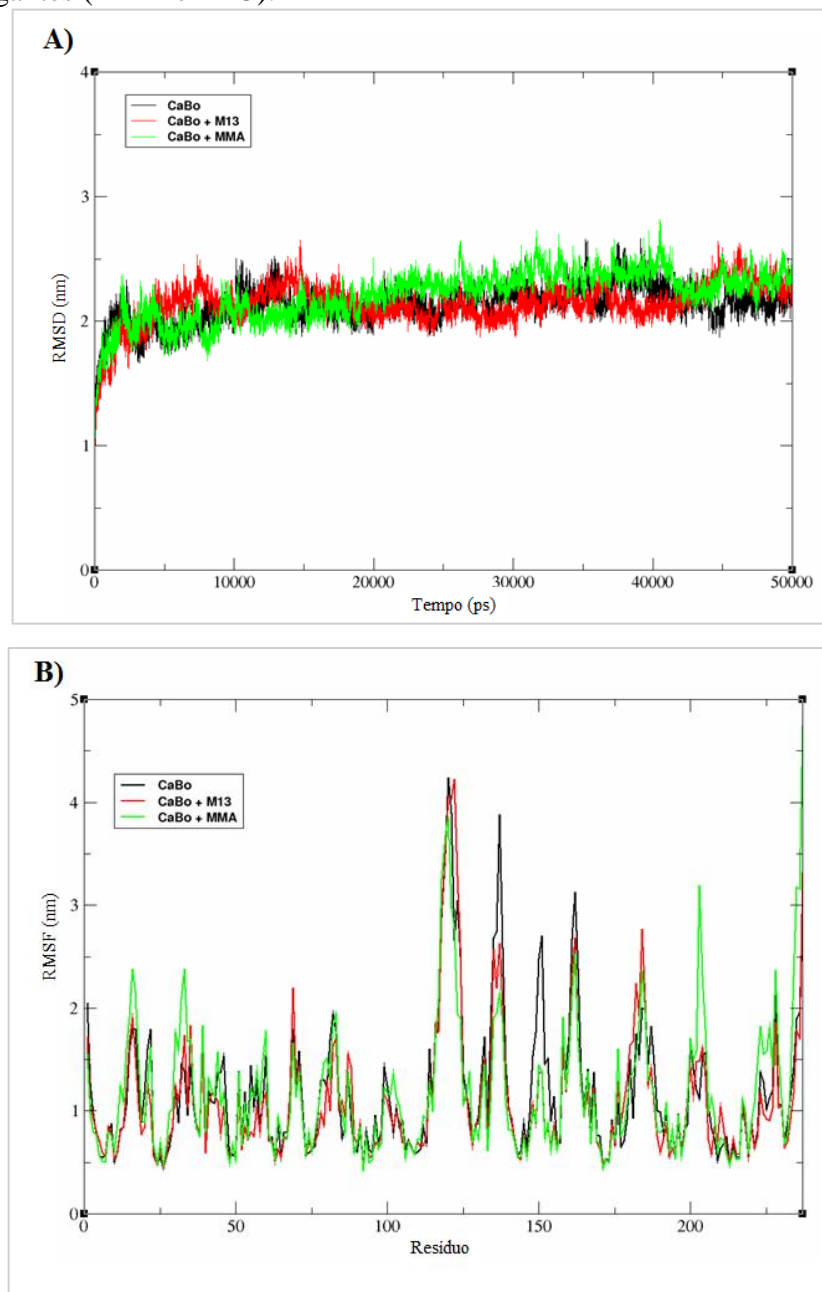 A)
4
CaBo
CaBo + M13
CaBo + MMA
3
RMSD (nm)
2
1
0
0 10000 20000 30000 40000 50000
Tempo (ps)
B)
5
CaBo
CaBo + M13
CaBo + MMA
4
3
RMSF (nm)
2
1
0
0 50 100 150 200
Resíduo